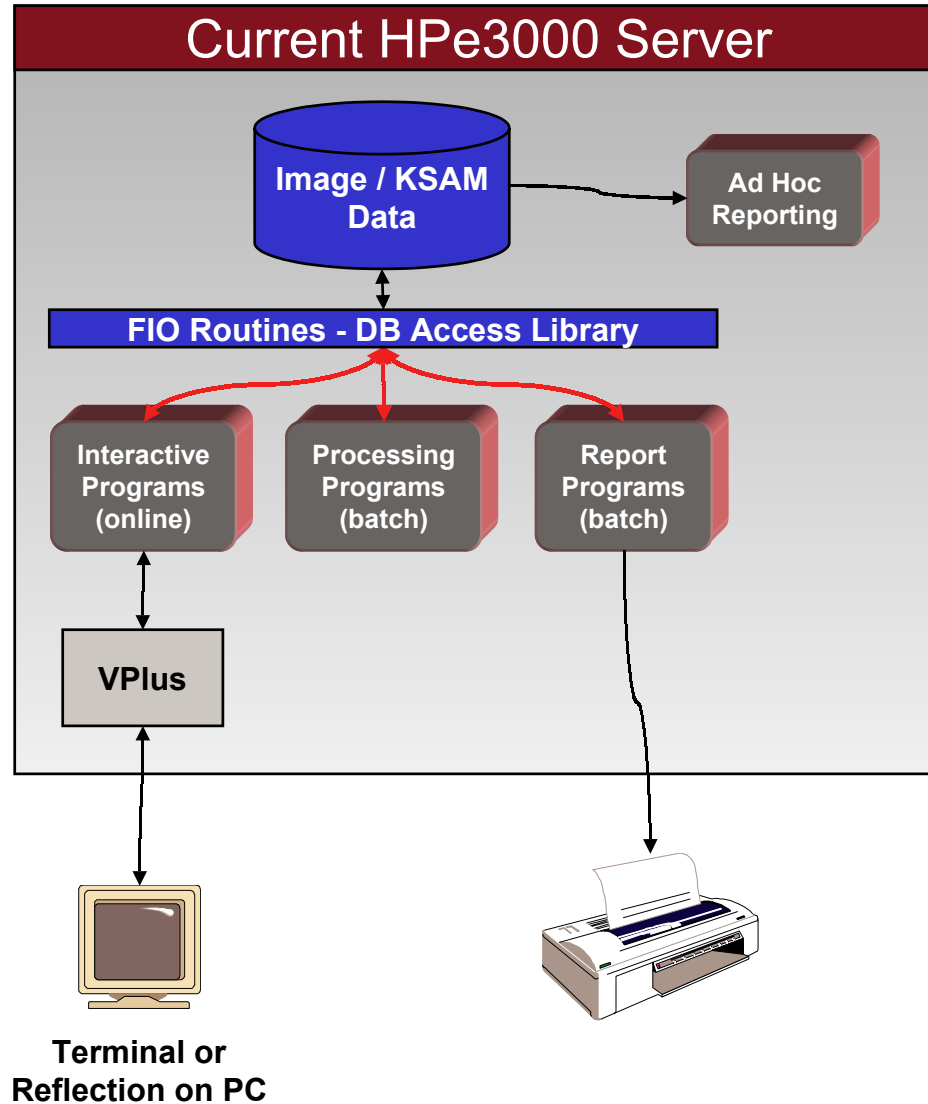 Current HPe3000 Server
Image / KSAM
Data
Ad Hoc
Reporting
FIO Routines - DB Access Library
Interactive
Programs
(online)
Processing
Programs
(batch)
Report
Programs
(batch)
VPlus
Terminal or
Reflection on PC